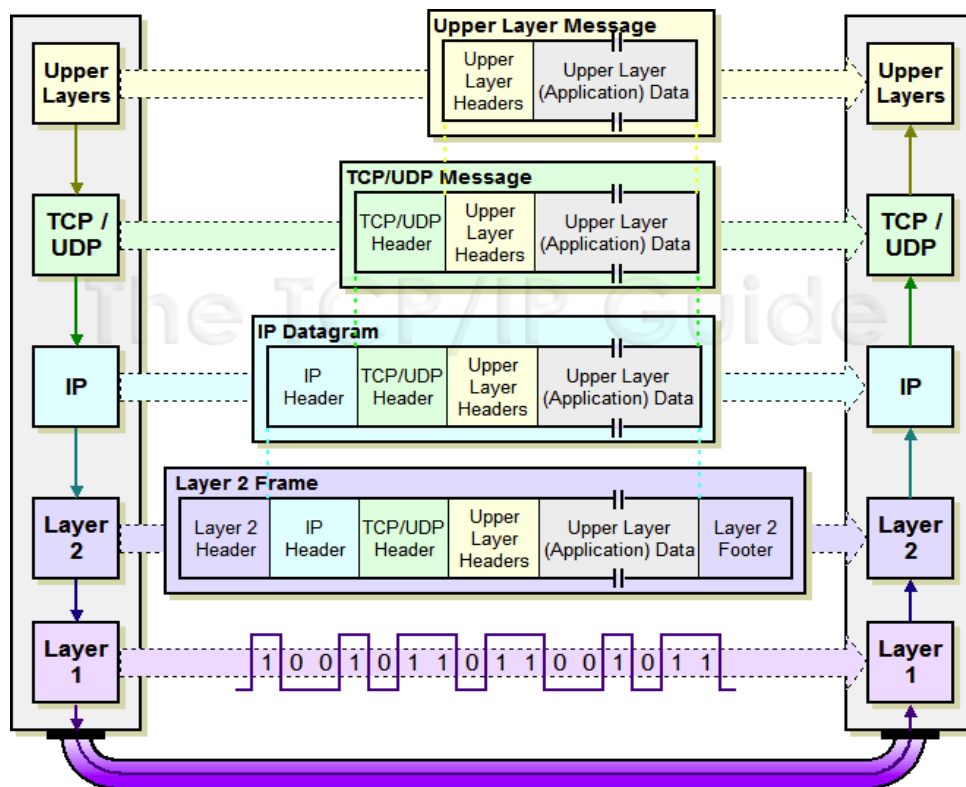 Upper Layer Message
Upper
Layers
Upper
Layer
Headers
Upper Layer
(Application) Data
Upper
Layers
TCP/UDP Message
TCP /
UDP
TCP/UDP
Header
Upper
Layer
Headers
Upper Layer
(Application) Data
TCP /
UDP
The TCP/IP Guide
IP Datagram
IP
IP
Header
TCP/UDP
Header
Upper
Layer
Headers
Upper Layer
(Application) Data
IP
Layer 2 Frame
Layer
2
Layer 2
Header
IP
Header
TCP/UDP
Header
Upper
Layer
Headers
Upper Layer
(Application) Data
Layer 2
Footer
Layer
2
Layer
1
1 0 0 1 0 1 1 0 1 1 0 0 1 0 1 1
Layer
1